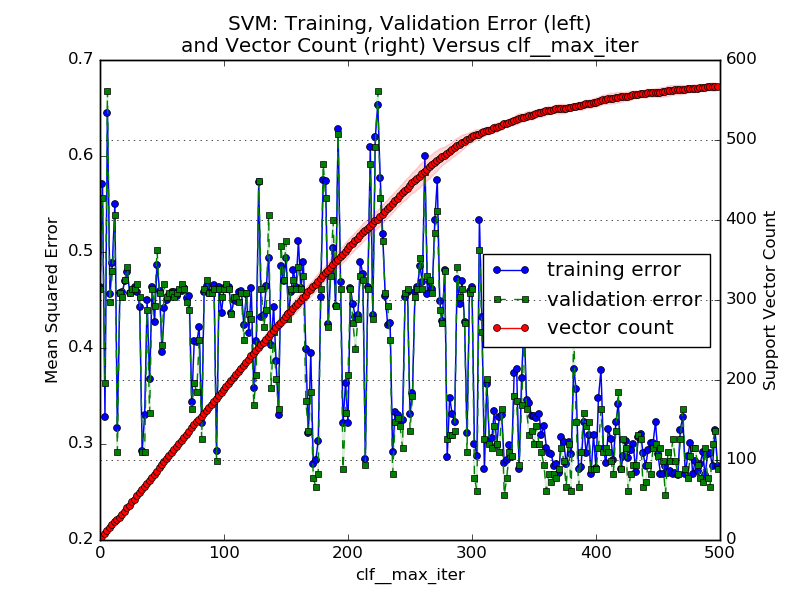 SVM: Training, Validation Error (left)
and Vector Count (right) Versus clf__max_iter
0.7
0.6
0.5
0.4
0.3
0.2
Mean Squared Error
600
500
400
300
200
100
0
Support Vector Count
training error
validation error
vector count
0 100 200 300 400 500
clf__max_iter